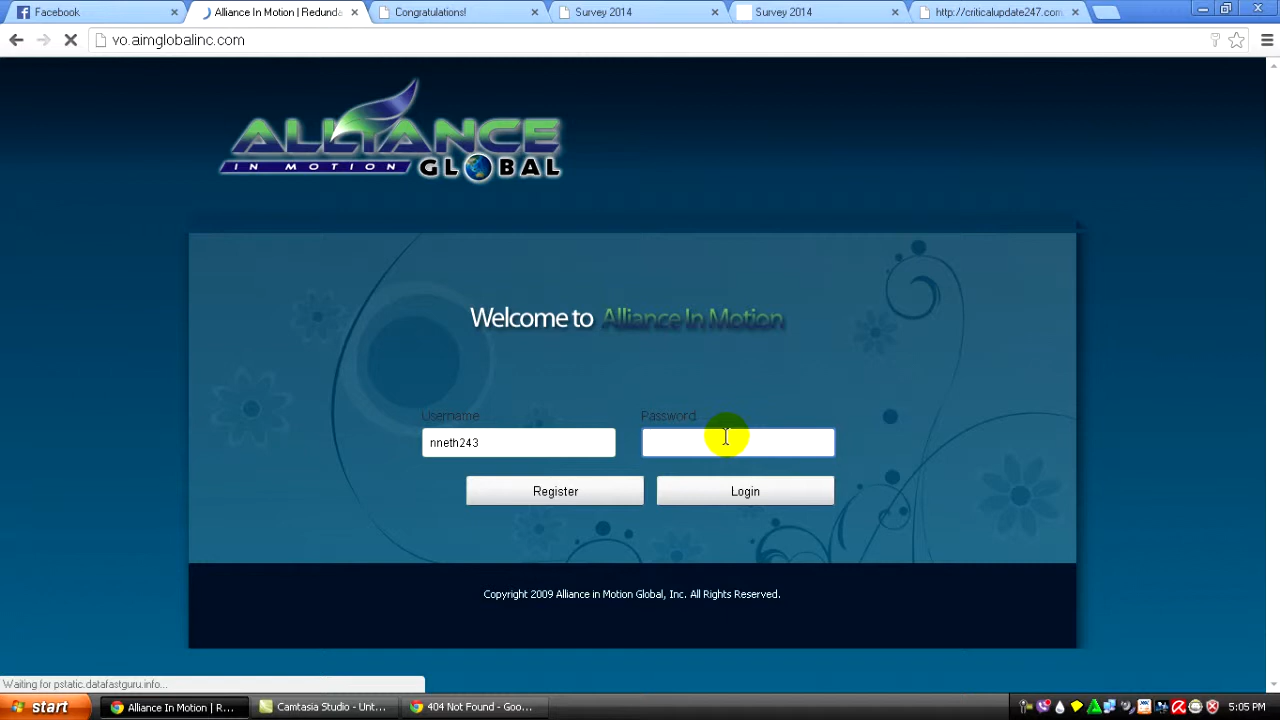 Facebook
Alliance In Motion | Redunda
Congratulations!
Survey 2014
Survey 2014
http://criticalupdate247.com
vo.aimglobalinc.com
ALLIANCE
IN MOTION GLOBAL
Welcome to Alliance In Motion
Username
Password
nneth243
Register
Login
Copyright 2009 Alliance in Motion Global, Inc. All Rights Reserved.
Waiting for pstatic.datafastguru.info...
start
Alliance In Motion | R...
Camtasia Studio - Unt...
404 Not Found - Goo...
5:05 PM